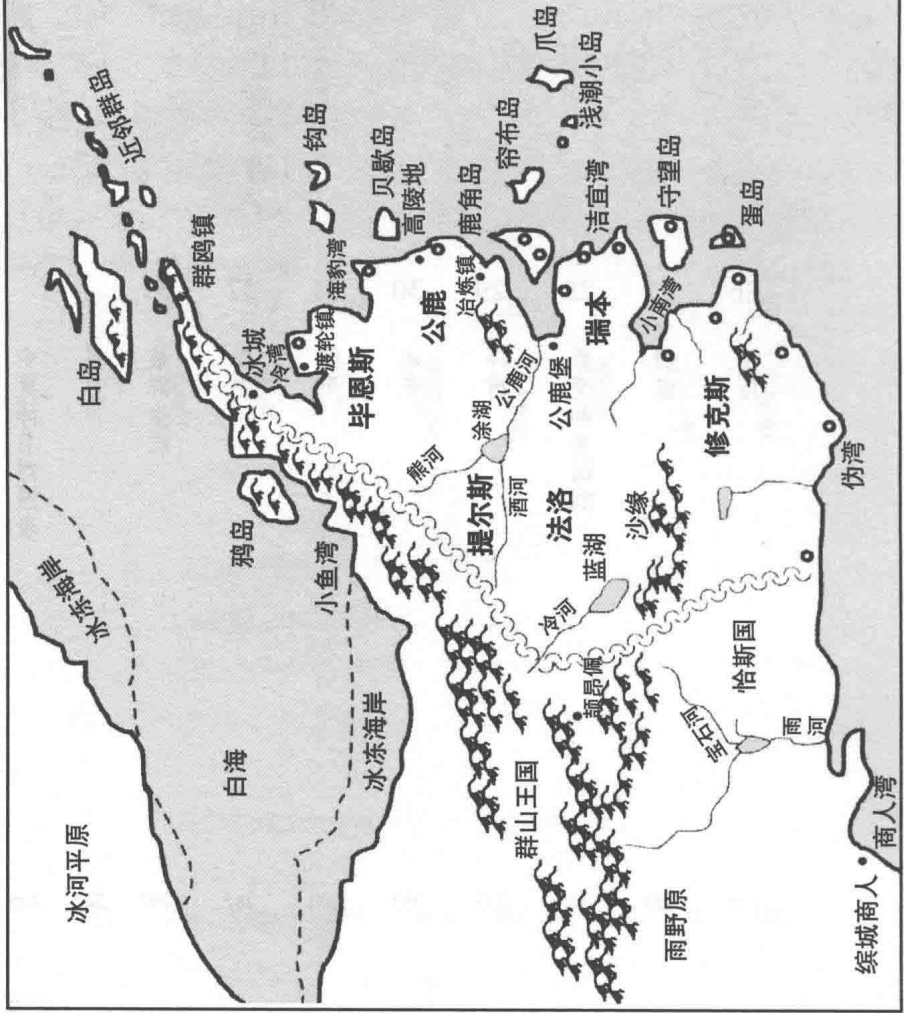 冰河平原
白海
冰冻海岸
冰冻海岸
小鱼湾
鸦岛
白岛
近邻群岛
群鸥镇
冰城
冷湾
渡轮镇
海豹湾
钩岛
贝歇岛
高陵地
鹿角岛
帘布岛
爪岛
浅潮小岛
洁宜湾
守望岛
蛋岛
毕恩斯
公鹿
冶炼镇
瑞本
小南湾
修克斯
熊河
涂湖
公鹿河
公鹿堡
提尔斯
酒河
法洛
蓝湖
冷河
沙缘
伪湾
群山王国
颉昂佩
宝石河
恰斯国
雨河
雨野原
商人湾
缤城商人